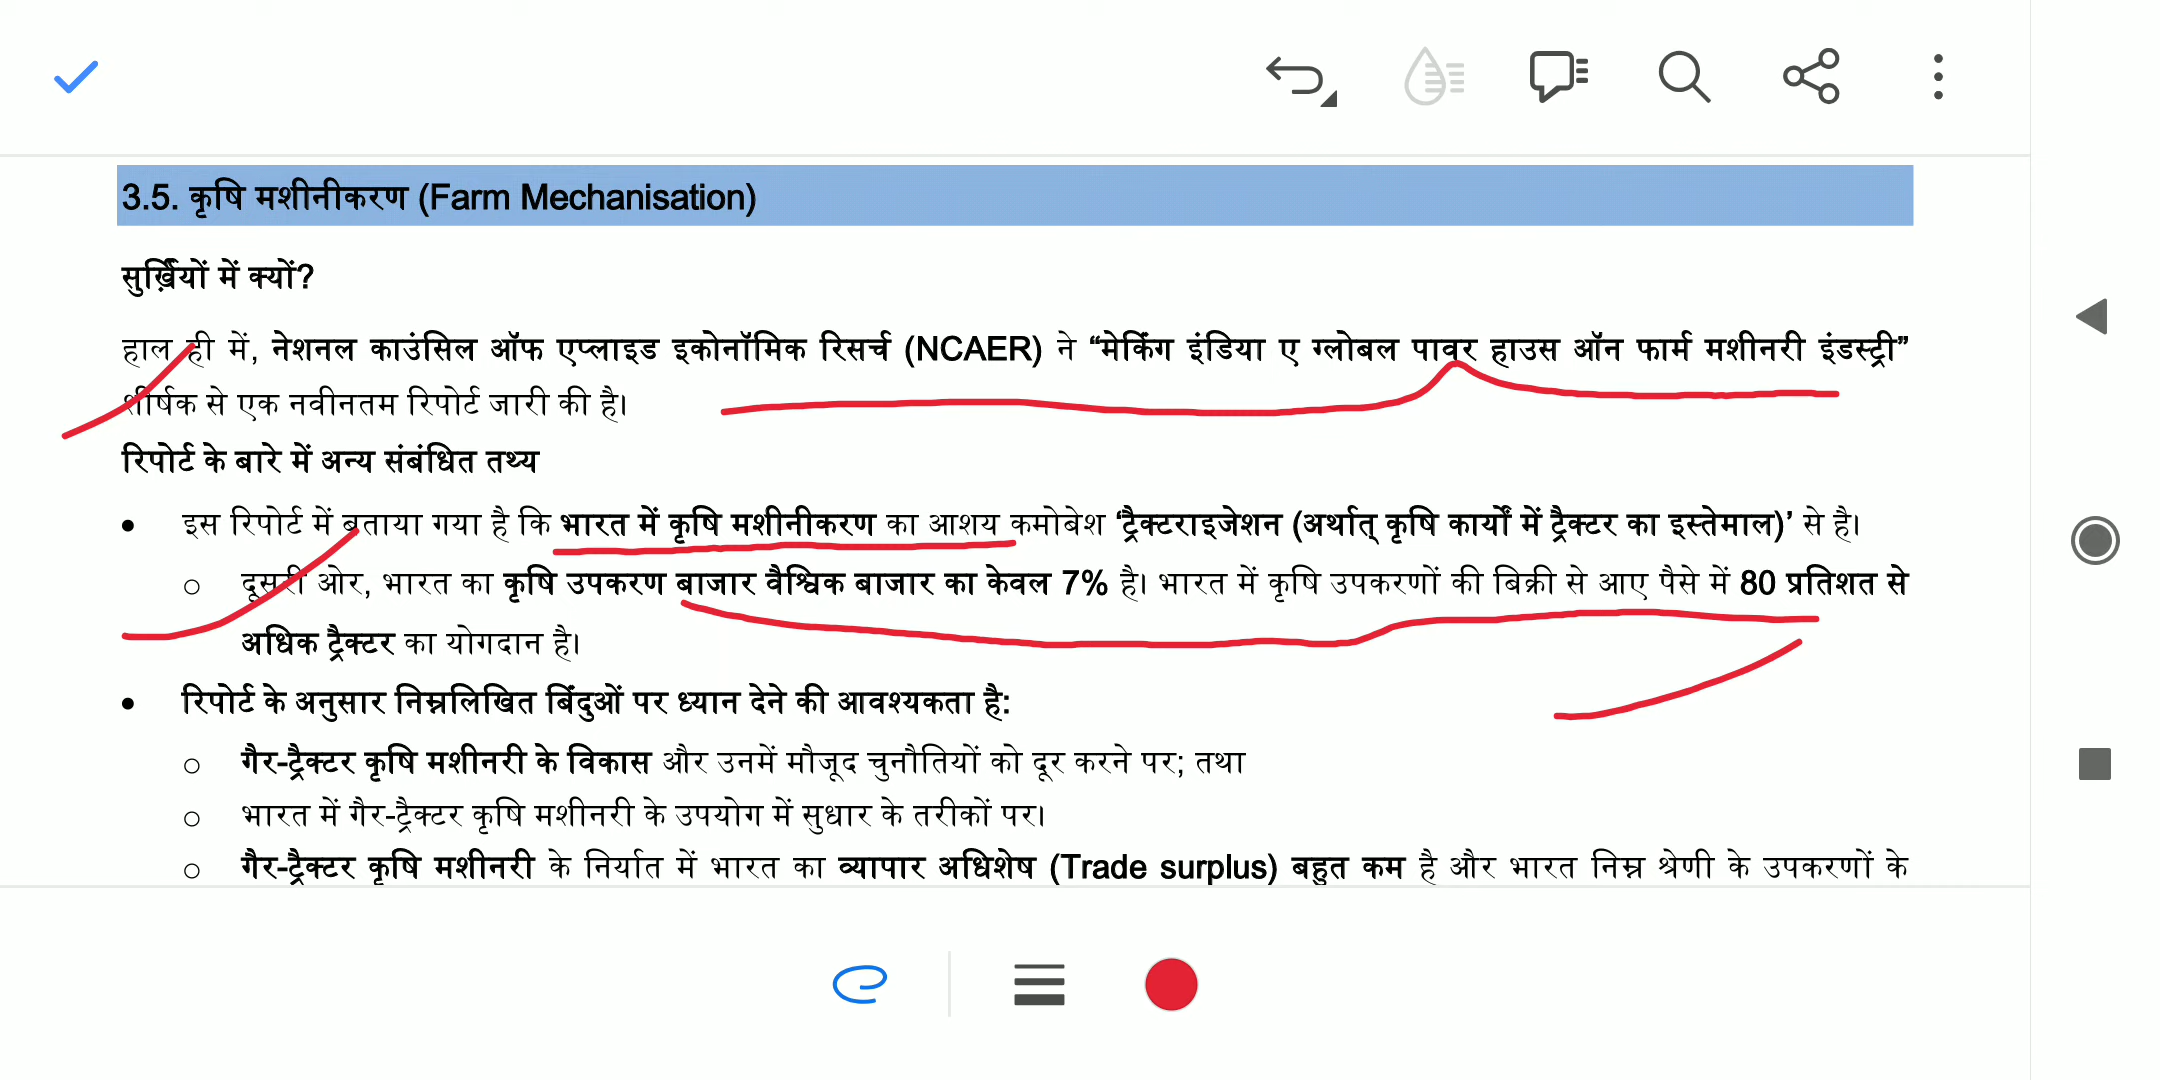 3.5. कृषि मशीनीकरण (Farm Mechanisation)
सुर्ख़ियों में क्यों?
हाल ही में, नेशनल काउंसिल ऑफ एप्लाइड इकोनॉमिक रिसर्च (NCAER) ने “मेकिंग इंडिया ए ग्लोबल पावर हाउस ऑन फार्म मशीनरी इंडस्ट्री”
शीर्षक से एक नवीनतम रिपोर्ट जारी की है।
रिपोर्ट के बारे में अन्य संबंधित तथ्य
• इस रिपोर्ट में बताया गया है कि भारत में कृषि मशीनीकरण का आशय कमोबेश ‘ट्रैक्टराइजेशन (अर्थात् कृषि कार्यों में ट्रैक्टर का इस्तेमाल)’ से है।
o दूसरी ओर, भारत का कृषि उपकरण बाजार वैश्विक बाजार का केवल 7% है। भारत में कृषि उपकरणों की बिक्री से आए पैसे में 80 प्रतिशत से
अधिक ट्रैक्टर का योगदान है।
• रिपोर्ट के अनुसार निम्नलिखित बिंदुओं पर ध्यान देने की आवश्यकता है:
o गैर-ट्रैक्टर कृषि मशीनरी के विकास और उनमें मौजूद चुनौतियों को दूर करने पर; तथा
o भारत में गैर-ट्रैक्टर कृषि मशीनरी के उपयोग में सुधार के तरीकों पर।
o गैर-ट्रैक्टर कृषि मशीनरी के निर्यात में भारत का व्यापार अधिशेष (Trade surplus) बहुत कम है और भारत निम्न श्रेणी के उपकरणों के